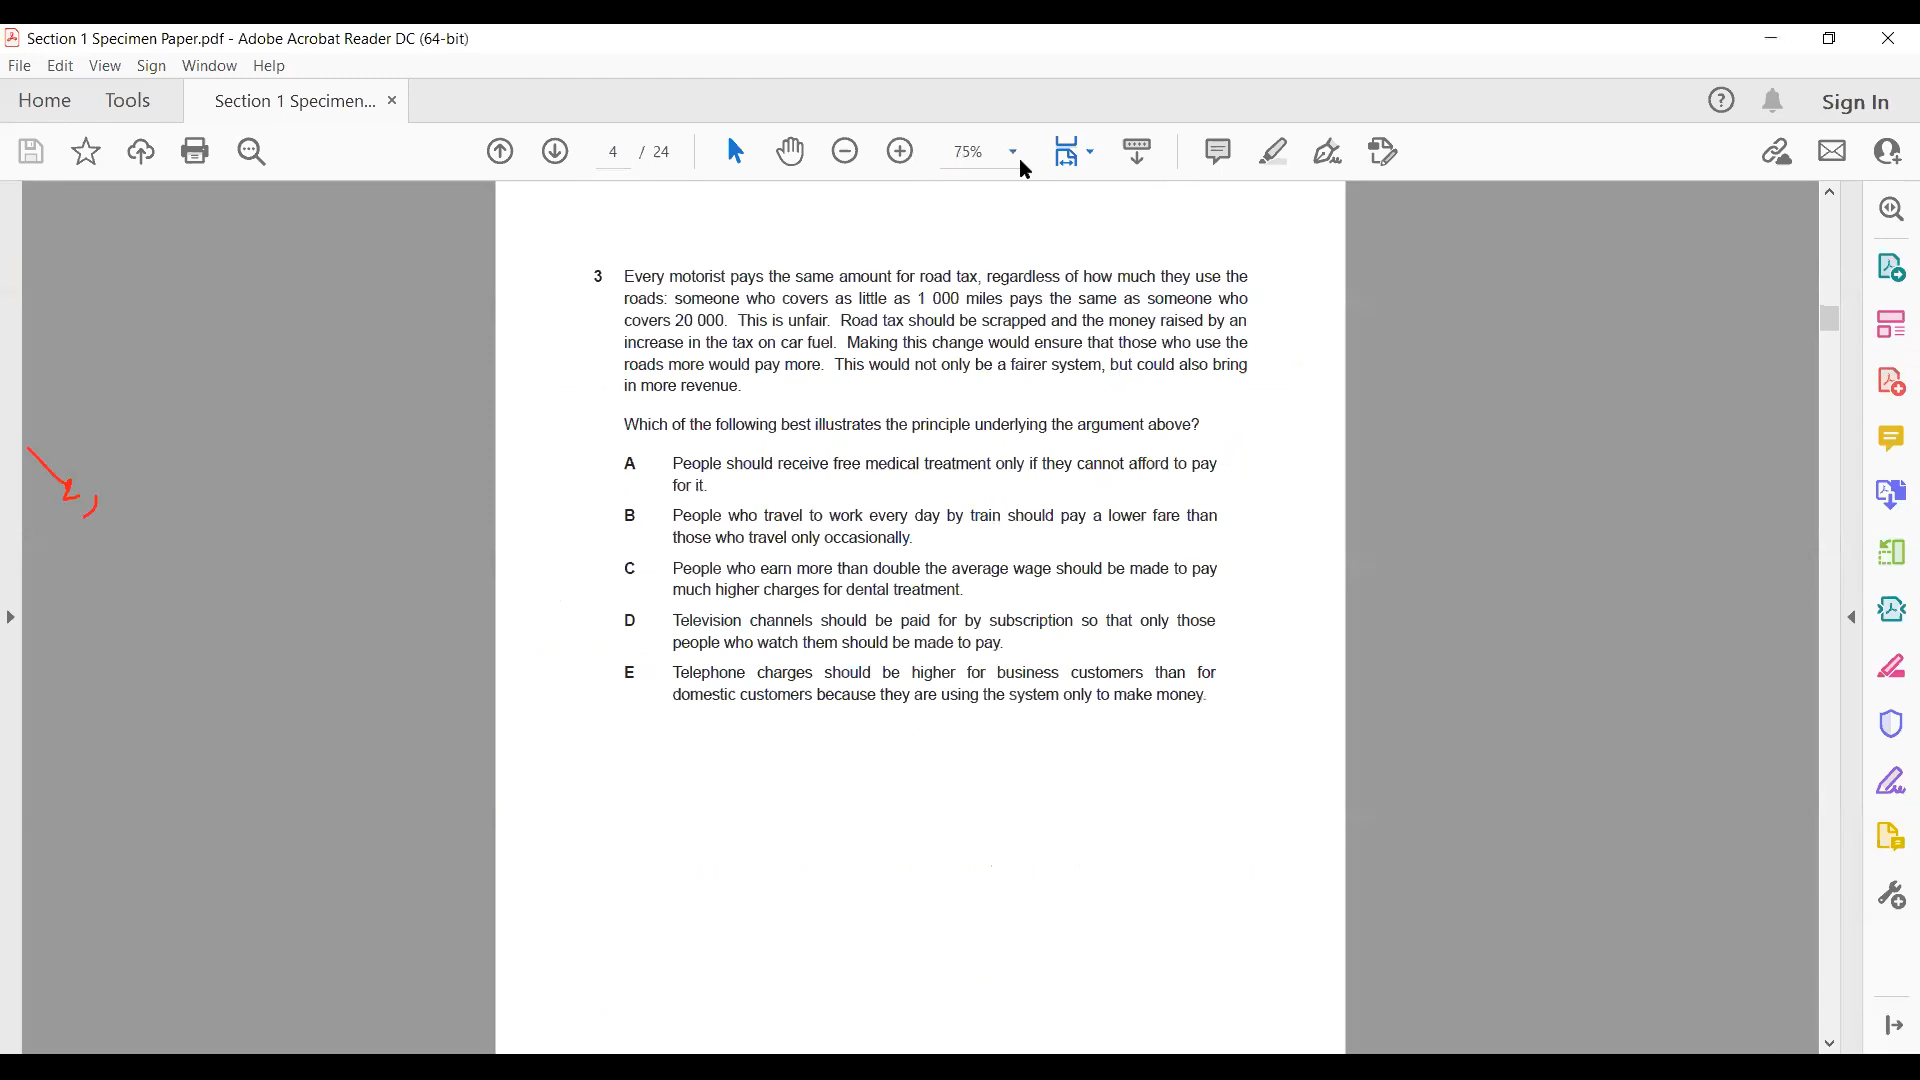 Section 1 Specimen Paper.pdf - Adobe Acrobat Reader DC (64-bit)
File Edit View Sign Window Help
Home Tools Section 1 Specimen... × Sign In
4 / 24 75%
3 Every motorist pays the same amount for road tax, regardless of how much they use the
roads: someone who covers as little as 1 000 miles pays the same as someone who
covers 20 000. This is unfair. Road tax should be scrapped and the money raised by an
increase in the tax on car fuel. Making this change would ensure that those who use the
roads more would pay more. This would not only be a fairer system, but could also bring
in more revenue.
Which of the following best illustrates the principle underlying the argument above?
A People should receive free medical treatment only if they cannot afford to pay
for it.
B People who travel to work every day by train should pay a lower fare than
those who travel only occasionally.
C People who earn more than double the average wage should be made to pay
much higher charges for dental treatment.
D Television channels should be paid for by subscription so that only those
people who watch them should be made to pay.
E Telephone charges should be higher for business customers than for
domestic customers because they are using the system only to make money.